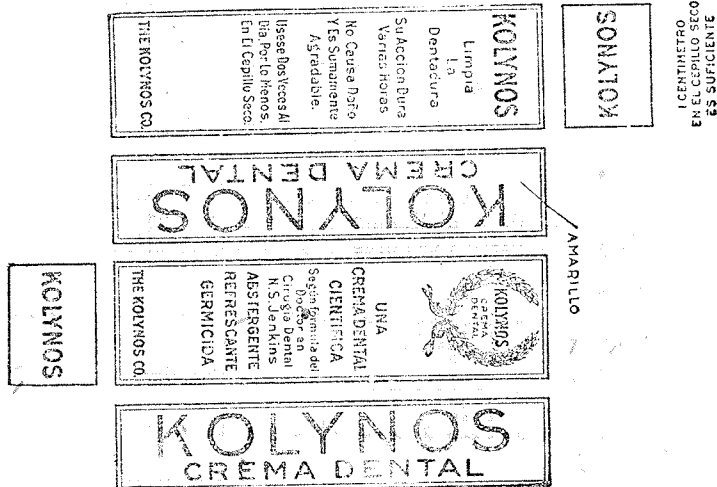 KOLYNOS
Limpia
La
Dentadura
Su Accion Dura
Varias horas
No Causa Daño
Y Es Sumamente
Agradable.
Usese Dos Veces Al
Dia, Por Lo Menos,
En El Cepillo Seco.
THE KOLYNOS CO.
KOLYNOS
1 CENTIMETRO
EN EL CEPILLO SECO
ES SUFICIENTE
KOLYNOS
CREMA DENTAL
AMARILLO
KOLYNOS
KOLYNOS
CREMA
DENTAL
UNA
CREMA DENTAL
CIENTIFICA
Segun formula del
Doctor en
Cirugia Dental
N.S. Jenkins
ABSTERGENTE
REFRESCANTE
GERMICIDA
THE KOLYNOS CO.
KOLYNOS
CREMA DENTAL